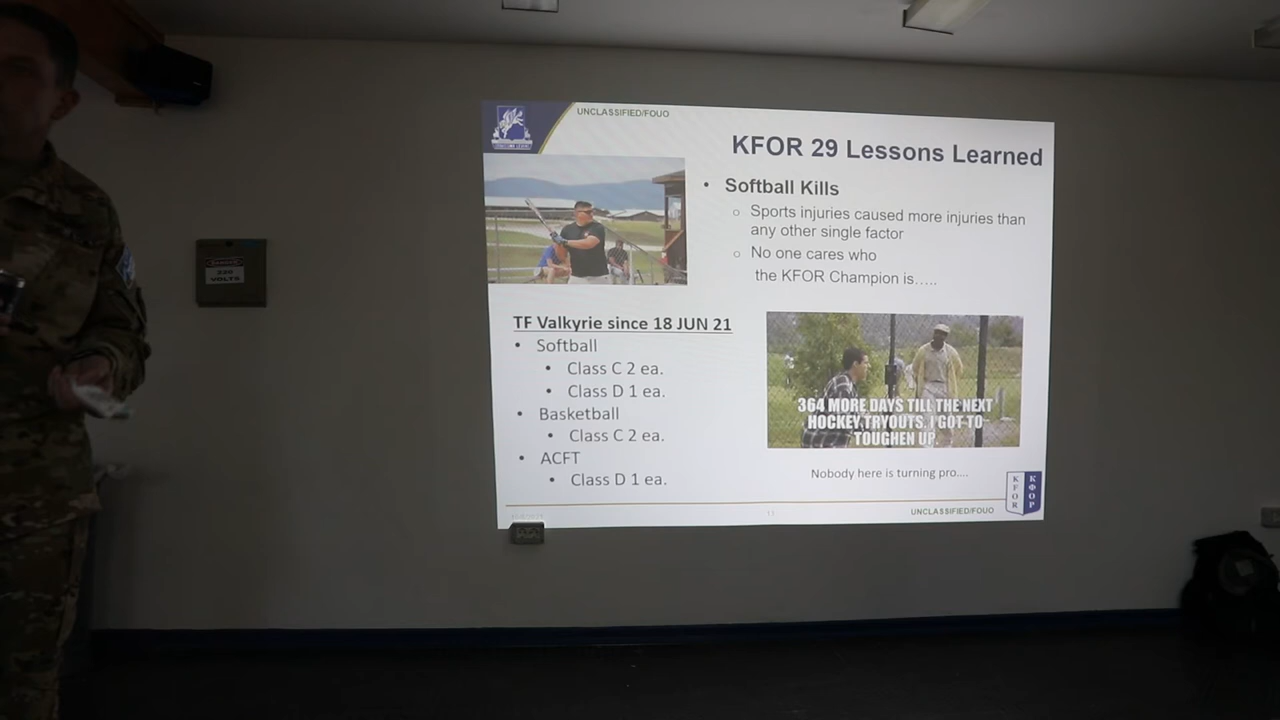 UNCLASSIFIED/FOUO
KFOR 29 Lessons Learned
• Softball Kills
o Sports injuries caused more injuries than
any other single factor
o No one cares who
the KFOR Champion is.....
TF Valkyrie since 18 JUN 21
• Softball
• Class C 2 ea.
• Class D 1 ea.
• Basketball
• Class C 2 ea.
• ACFT
• Class D 1 ea.
364 MORE DAYS TILL THE NEXT
HOCKEY TRYOUTS, I GOT TO
TOUGHEN UP.
Nobody here is turning pro....
UNCLASSIFIED/FOUO
KFOR
КФОР
DANGER
220
VOLTS